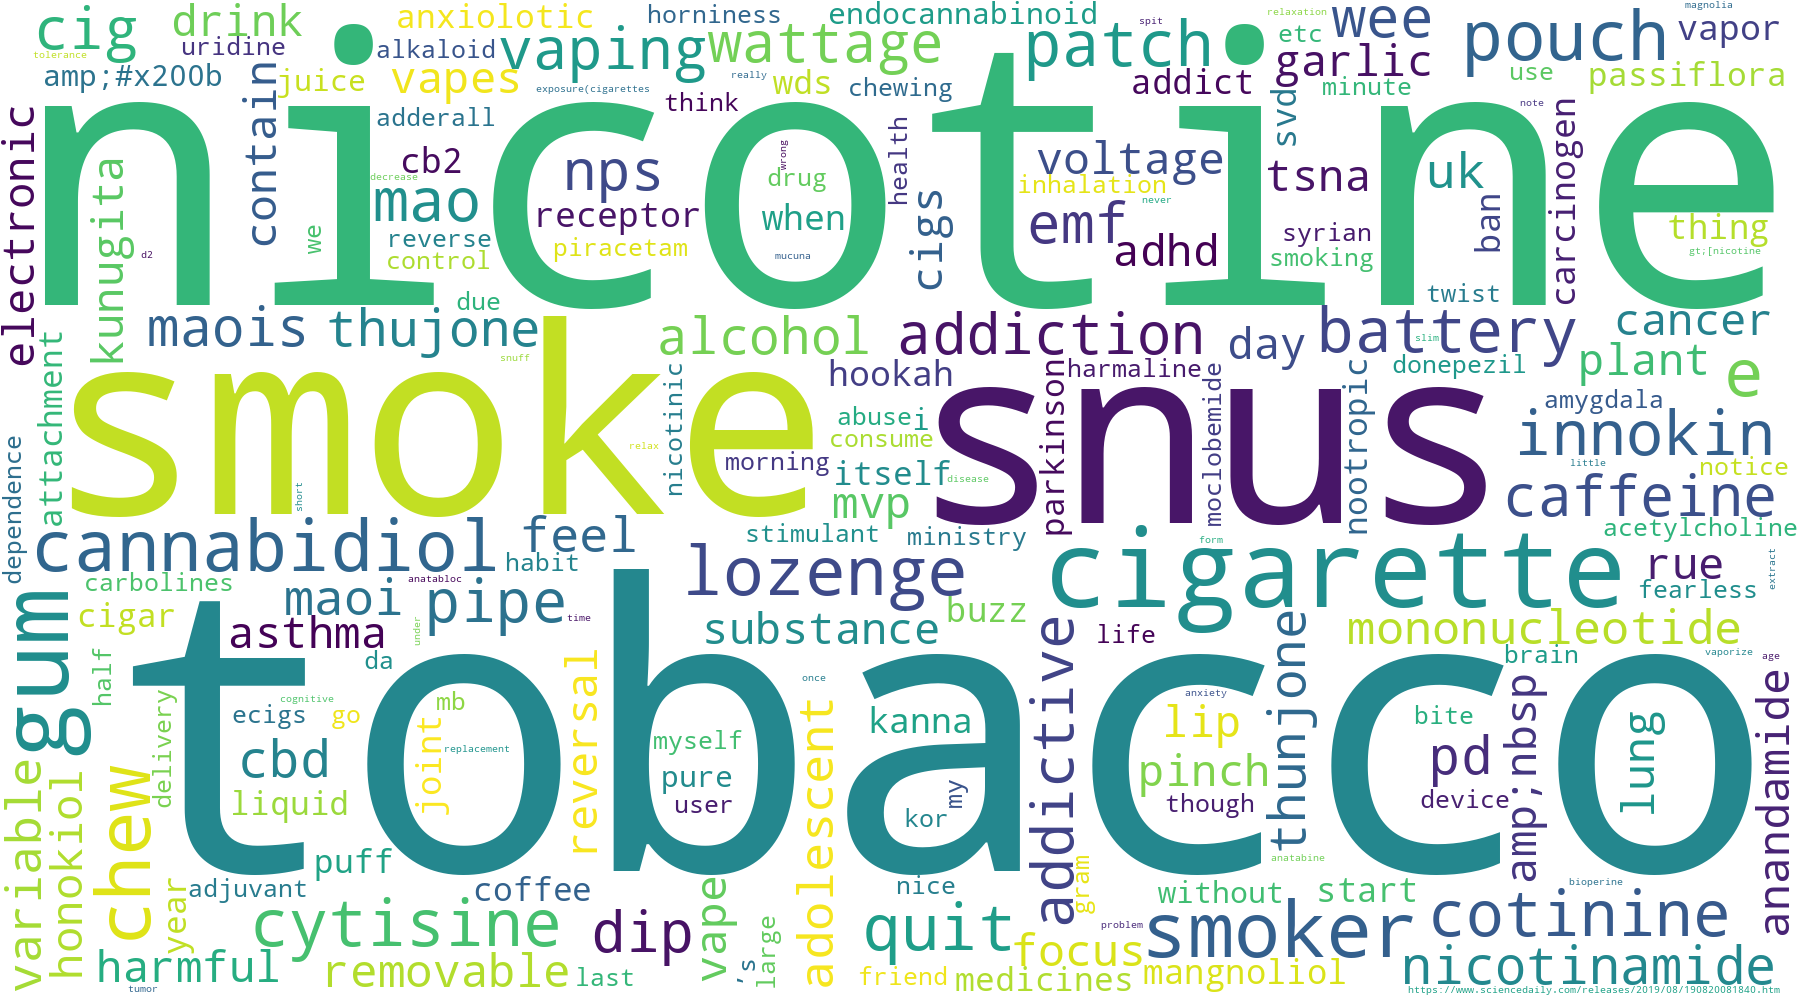 nicotine
smoke
snus
tobacco
cig
drink
anxiolotic
horniness
endocannabinoid
spit
relaxation
etc
wee
magnolia
tolerance
uridine
alkaloid
vaping
wattage
patch
garlic
pouch
vapor
amp;#x200b
juice
vapes
really
exposure(cigarettes
think
wds
chewing
addict
svd
minute
use
passiflora
note
electronic
kunugita
contain
adderall
cb2
decrease
mao
reverse
control
we
d2
nps
receptor
piracetam
wrong
drug
when
mucuna
health
cigs
voltage
inhalation
never
emf
adhd
tsna
syrian
smoking
uk
ban
carcinogen
thing
gt;[nicotine
twist
due
maois
thujone
snuff
alcohol
addiction
day
battery
slim
cancer
attachment
hookah
harmaline
donepezil
plant
e
nicotinic
abuse
i
consume
parkinson
moclobemide
nootropic
amygdala
innokin
relax
morning
itself
disease
little
notice
dependence
short
mvp
caffeine
cannabidiol
feel
stimulant
ministry
form
acetylcholine
habit
lozenge
cigarette
rue
fearless
extract
carbolines
anatabloc
cigar
maoi
pipe
time
buzz
gum
asthma
under
substance
life
mononucleotide
half
da
reversal
addictive
thunjone
brain
vaporize
age
once
anxiety
cognitive
ecigs
go
mb
joint
replacement
myself
kanna
lip
bite
amp;nbsp
lung
anandamide
delivery
cbd
pure
pinch
pd
variable
honokiol
chew
liquid
user
kor
my
though
device
adolescent
puff
anatabine
adjuvant
coffee
vape
nice
gram
without
start
bioperine
year
cytisine
dip
large
quit
problem
smoker
cotinine
harmful
removable
last
's
friend
focus
medicines
mangnoliol
nicotinamide
tumor
https://www.sciencedaily.com/releases/2019/08/190820081840.htm